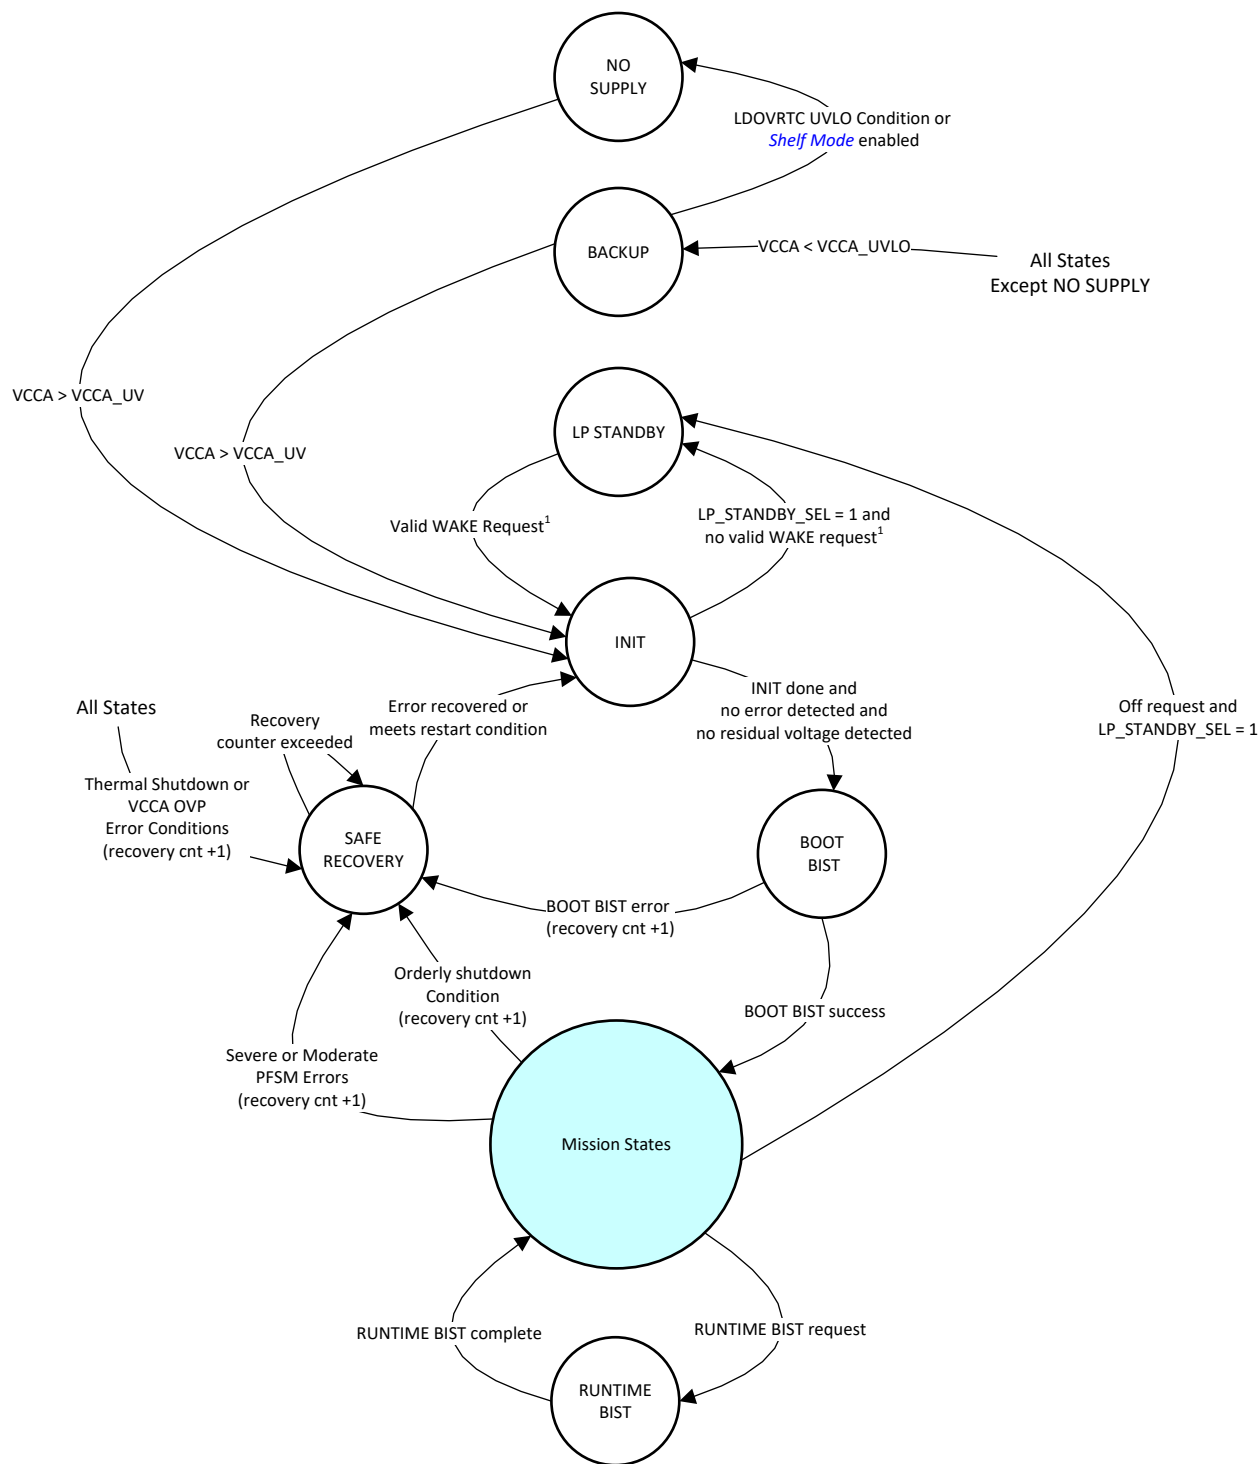 NO
SUPPLY
LDOVRTC UVLO Condition or
Shelf Mode enabled
BACKUP
VCCA < VCCA_UVLO
All States
Except NO SUPPLY
VCCA > VCCA_UV
VCCA > VCCA_UV
LP STANDBY
Valid WAKE Request¹
LP_STANDBY_SEL = 1 and
no valid WAKE request¹
INIT
All States
Recovery
counter exceeded
Error recovered or
meets restart condition
INIT done and
no error detected and
no residual voltage detected
Off request and
LP_STANDBY_SEL = 1
Thermal Shutdown or
VCCA OVP
Error Conditions
(recovery cnt +1)
SAFE
RECOVERY
BOOT
BIST
BOOT BIST error
(recovery cnt +1)
Orderly shutdown
Condition
(recovery cnt +1)
BOOT BIST success
Severe or Moderate
PFSM Errors
(recovery cnt +1)
Mission States
RUNTIME BIST complete
RUNTIME BIST request
RUNTIME
BIST